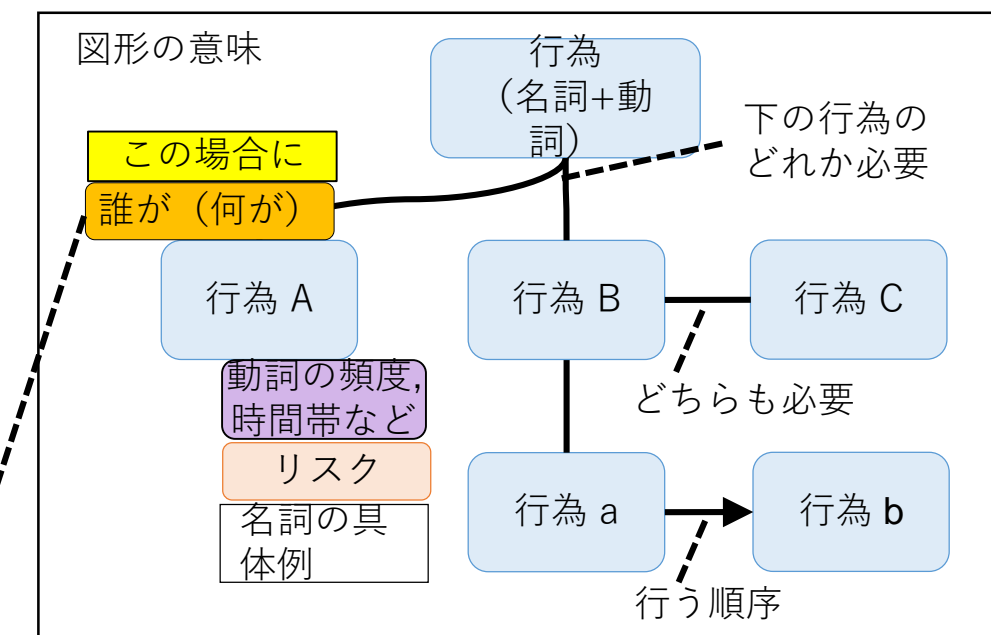 図形の意味
行為
（名詞+動
詞）
下の行為の
どれか必要
この場合に
誰が（何が）
行為 A
行為 B
行為 C
動詞の頻度,
時間帯など
どちらも必要
リスク
名詞の具
体例
行為 a
行為 b
行う順序